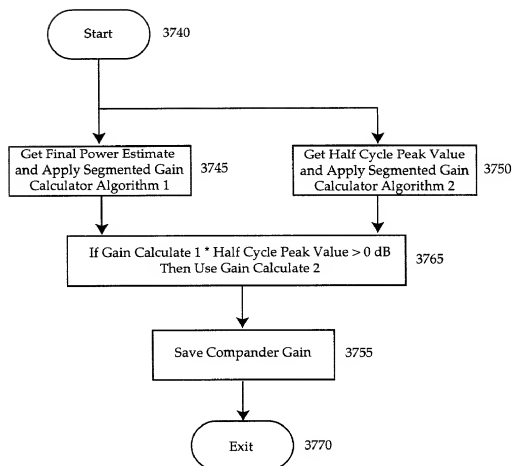 Start
3740
Get Final Power Estimate
and Apply Segmented Gain
Calculator Algorithm 1
3745
Get Half Cycle Peak Value
and Apply Segmented Gain
Calculator Algorithm 2
3750
If Gain Calculate 1 * Half Cycle Peak Value > 0 dB
Then Use Gain Calculate 2
3765
Save Compander Gain
3755
Exit
3770